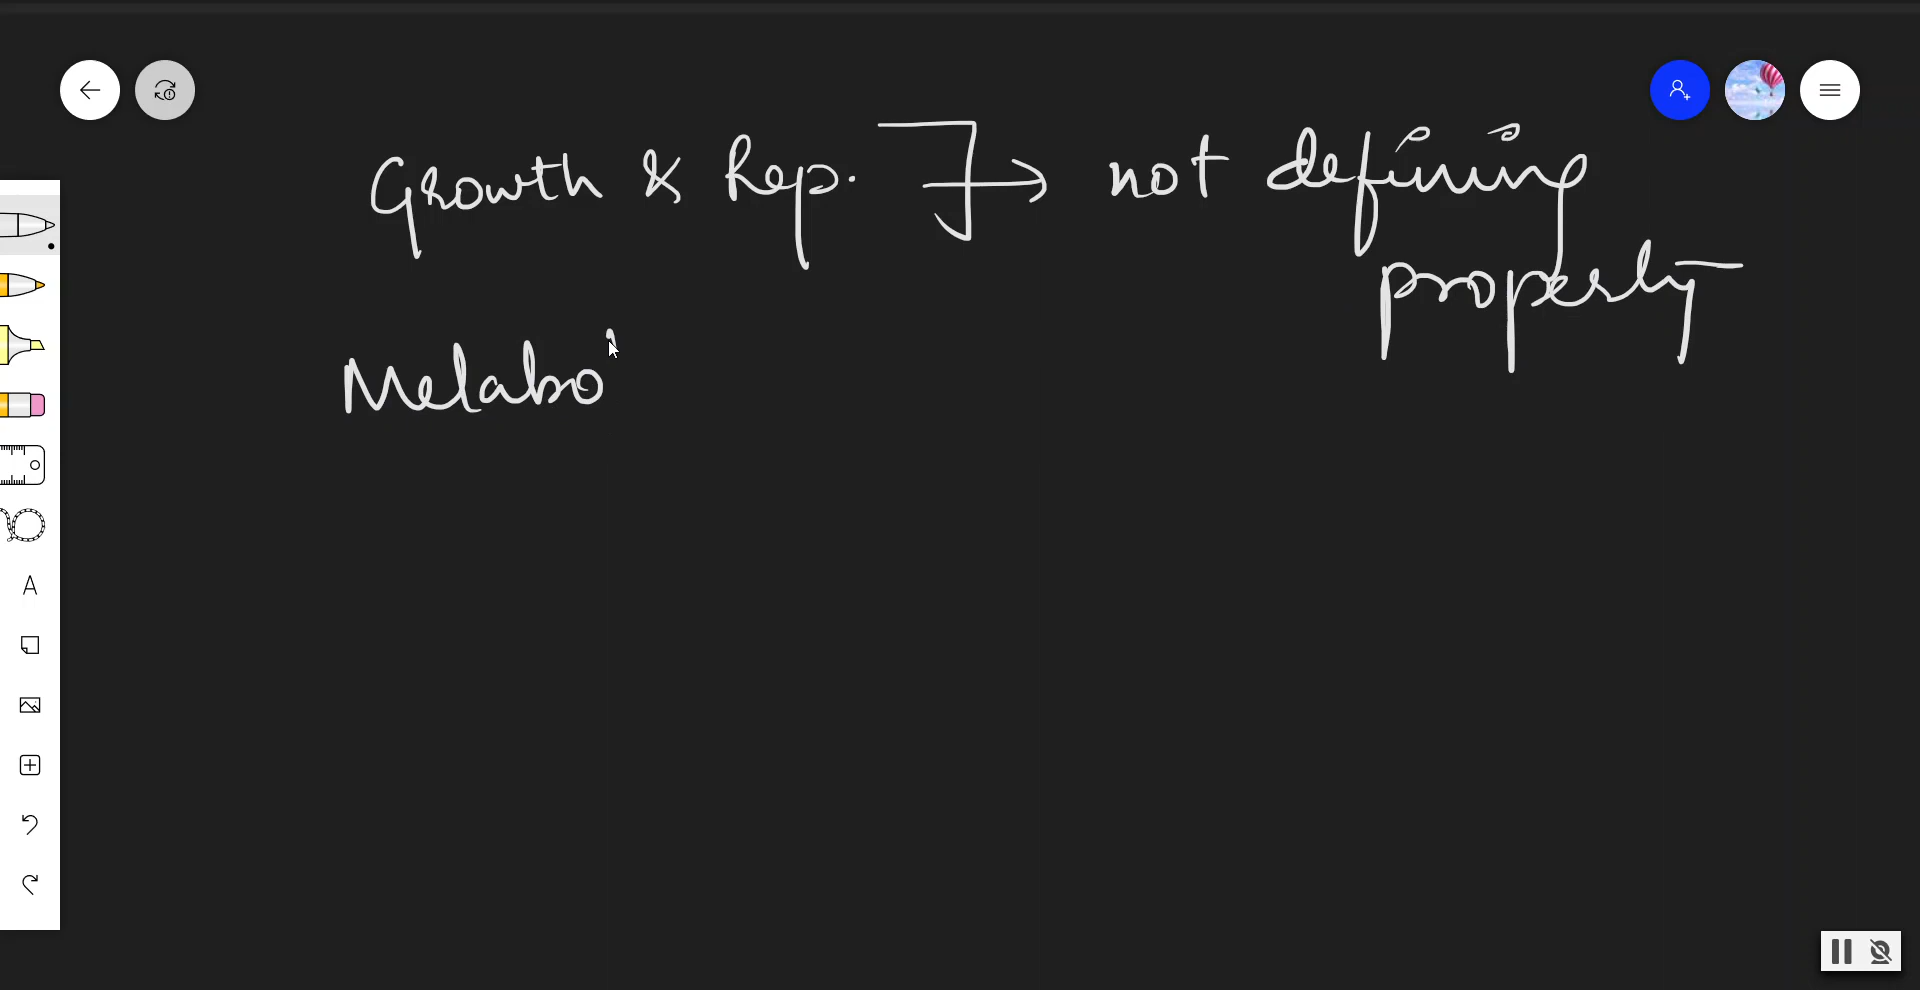 Growth & Rep. → not defining
property
Metabo
A